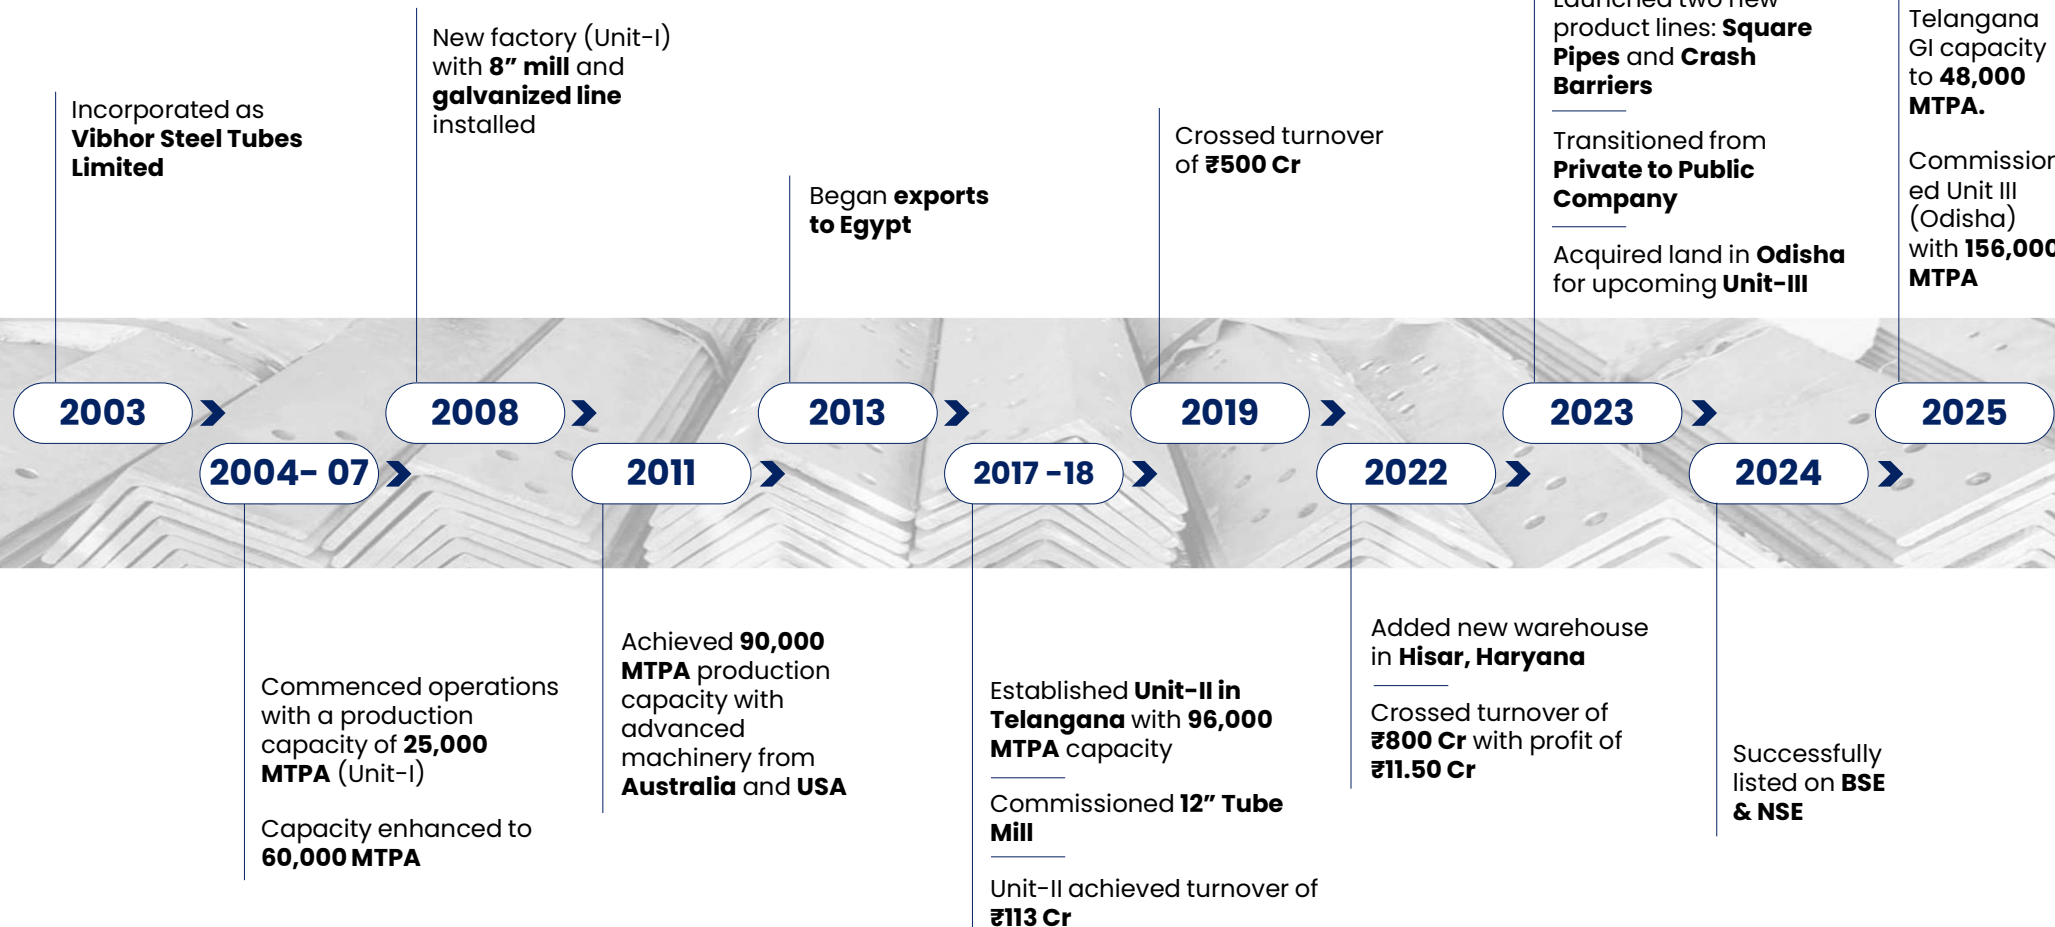 Incorporated as
Vibhor Steel Tubes
Limited
New factory (Unit-I)
with 8” mill and
galvanized line
installed
Began exports
to Egypt
Crossed turnover
of ₹500 Cr
Launched two new
product lines: Square
Pipes and Crash
Barriers
Transitioned from
Private to Public
Company
Acquired land in Odisha
for upcoming Unit-III
Telangana
GI capacity
to 48,000
MTPA.
Commission
ed Unit III
(Odisha)
with 156,000
MTPA
2003
2004- 07
2008
2011
2013
2017 -18
2019
2022
2023
2024
2025
Commenced operations
with a production
capacity of 25,000
MTPA (Unit-I)
Capacity enhanced to
60,000 MTPA
Achieved 90,000
MTPA production
capacity with
advanced
machinery from
Australia and USA
Established Unit-II in
Telangana with 96,000
MTPA capacity
Commissioned 12” Tube
Mill
Unit-II achieved turnover of
₹113 Cr
Added new warehouse
in Hisar, Haryana
Crossed turnover of
₹800 Cr with profit of
₹11.50 Cr
Successfully
listed on BSE
& NSE